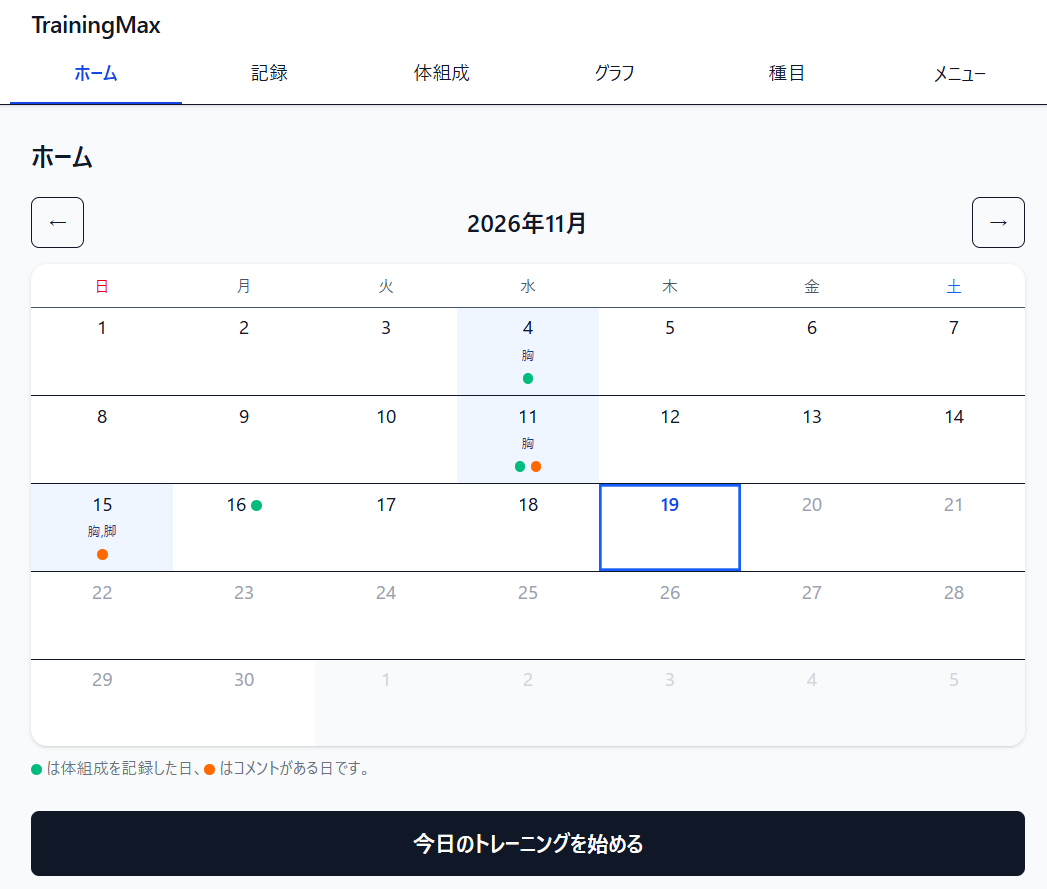 TrainingMax
ホーム 記録 体組成 グラフ 種目 メニュー
ホーム
← 2026年11月 →
日 月 火 水 木 金 土
1 2 3 4 5 6 7
胸
8 9 10 11 12 13 14
胸
15 16 17 18 19 20 21
胸,脚
22 23 24 25 26 27 28
29 30 1 2 3 4 5
は体組成を記録した日、 はコメントがある日です。
今日のトレーニングを始める